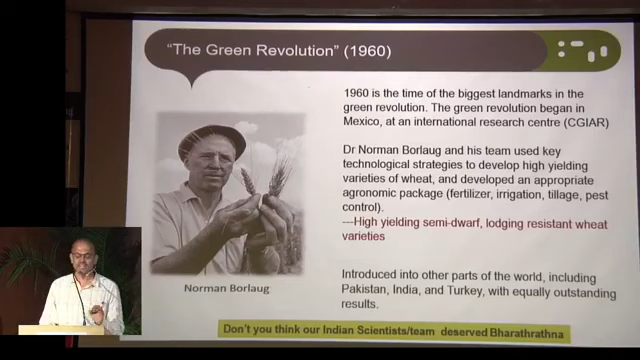 "The Green Revolution" (1960)
1960 is the time of the biggest landmarks in the
green revolution. The green revolution began in
Mexico, at an international research centre (CGIAR)
Dr Norman Borlaug and his team used key
technological strategies to develop high yielding
varieties of wheat, and developed an appropriate
agronomic package (fertilizer, irrigation, tillage, pest
control).
---High yielding semi-dwarf, lodging resistant wheat
varieties
Norman Borlaug
Introduced into other parts of the world, including
Pakistan, India, and Turkey, with equally outstanding
results.
Don't you think our Indian Scientists/team deserved Bharathrathna